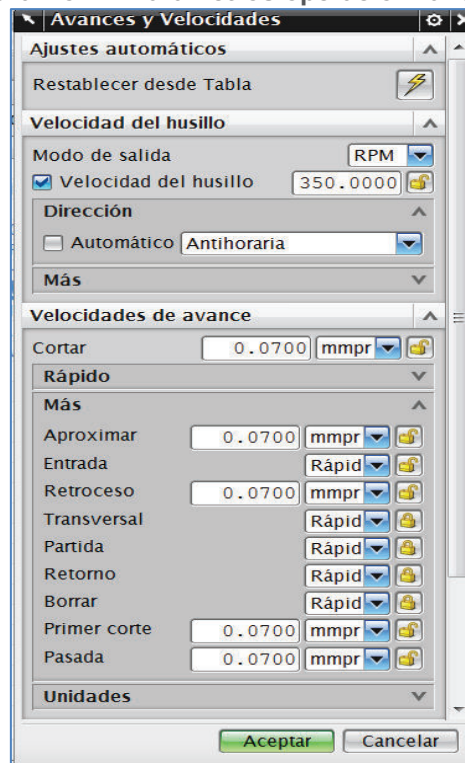 Avances y Velocidades
Ajustes automáticos
Restablecer desde Tabla
Velocidad del husillo
Modo de salida RPM
Velocidad del husillo 350.0000
Dirección
Automático Antihoraria
Más
Velocidades de avance
Cortar 0.0700 mmpr
Rápido
Más
Aproximar 0.0700 mmpr
Entrada Rápid
Retroceso 0.0700 mmpr
Transversal Rápid
Partida Rápid
Retorno Rápid
Borrar Rápid
Primer corte 0.0700 mmpr
Pasada 0.0700 mmpr
Unidades
Aceptar Cancelar